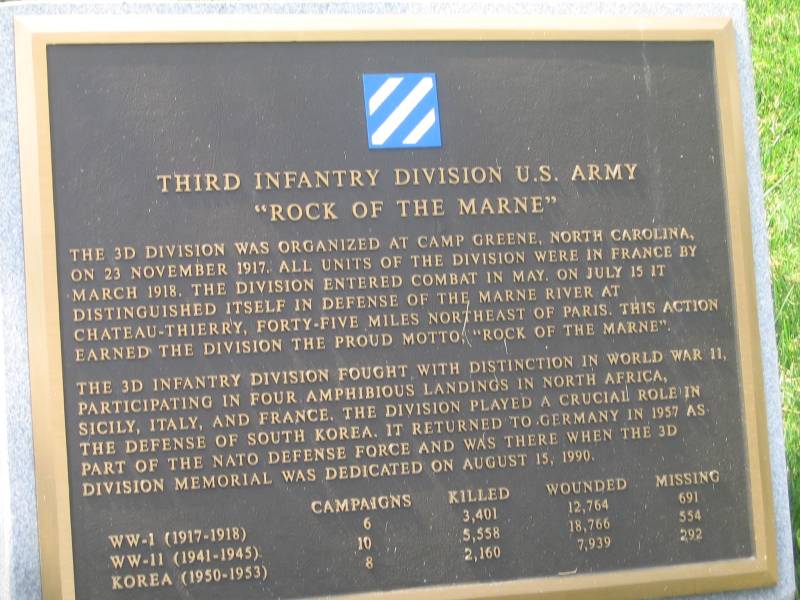 THIRD INFANTRY DIVISION U.S. ARMY
"ROCK OF THE MARNE"
THE 3D DIVISION WAS ORGANIZED AT CAMP GREENE, NORTH CAROLINA,
ON 23 NOVEMBER 1917. ALL UNITS OF THE DIVISION WERE IN FRANCE BY
MARCH 1918. THE DIVISION ENTERED COMBAT IN MAY. ON JULY 15 IT
DISTINGUISHED ITSELF IN DEFENSE OF THE MARNE RIVER AT
CHATEAU-THIERRY, FORTY-FIVE MILES NORTHEAST OF PARIS. THIS ACTION
EARNED THE DIVISION THE PROUD MOTTO, "ROCK OF THE MARNE".
THE 3D INFANTRY DIVISION FOUGHT WITH DISTINCTION IN WORLD WAR 11,
PARTICIPATING IN FOUR AMPHIBIOUS LANDINGS IN NORTH AFRICA,
SICILY, ITALY, AND FRANCE. THE DIVISION PLAYED A CRUCIAL ROLE IN
THE DEFENSE OF SOUTH KOREA. IT RETURNED TO GERMANY IN 1957 AS
PART OF THE NATO DEFENSE FORCE AND WAS THERE WHEN THE 3D
DIVISION MEMORIAL WAS DEDICATED ON AUGUST 15, 1990.
CAMPAIGNS KILLED WOUNDED MISSING
WW-1 (1917-1918) 6 3,401 12,764 691
WW-11 (1941-1945) 10 5,558 18,766 554
KOREA (1950-1953) 8 2,160 7,939 292